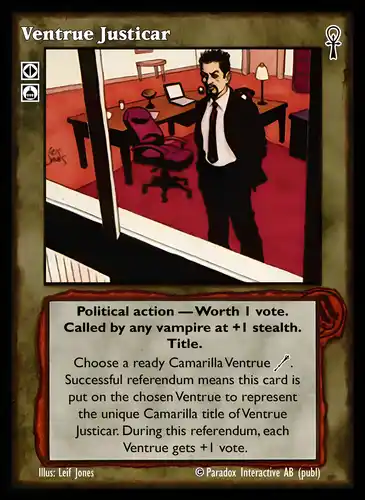 Ventrue Justicar
Political action — Worth 1 vote.
Called by any vampire at +1 stealth.
Title.
Choose a ready Camarilla Ventrue .
Successful referendum means this card is
put on the chosen Ventrue to represent
the unique Camarilla title of Ventrue
Justicar. During this referendum, each
Ventrue gets +1 vote.
Illus: Leif Jones © Paradox Interactive AB (publ)